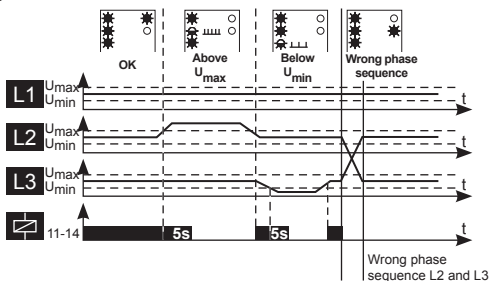 OK
Above
Umax
Below
Umin
Wrong phase
sequence
L1
Umax
Umin
t
L2
Umax
Umin
t
L3
Umax
Umin
t
11-14
5s
5s
t
Wrong phase
sequence L2 and L3